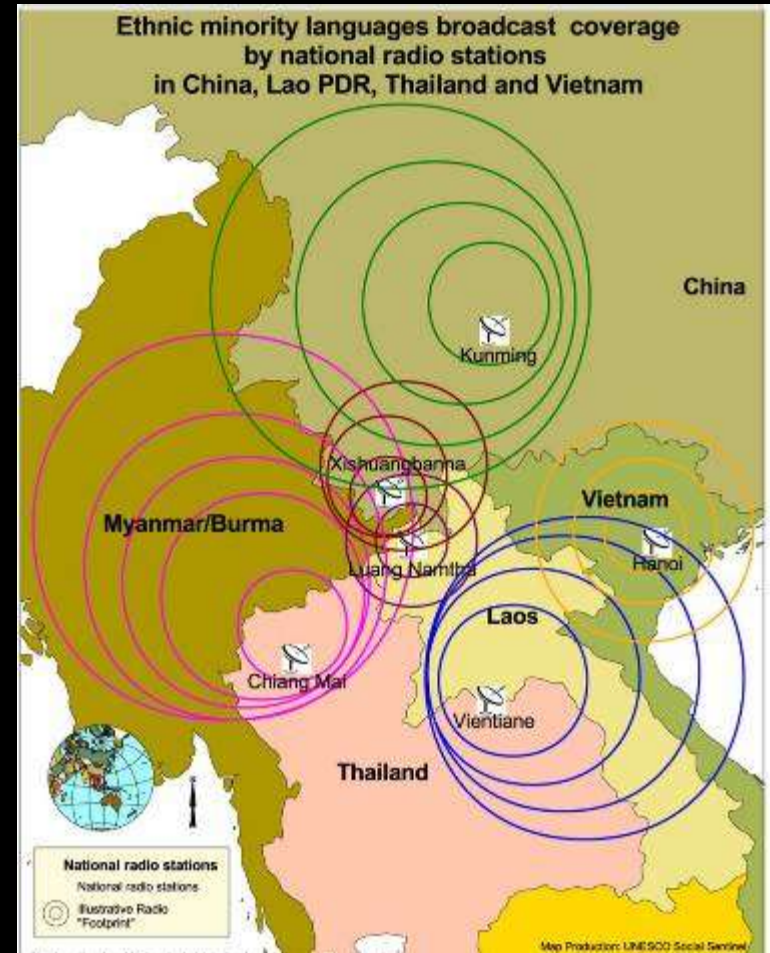 Ethnic minority languages broadcast coverage
by national radio stations
in China, Lao PDR, Thailand and Vietnam
China
Kunming
Xishuangbanna
Vietnam
Myanmar/Burma
Hanoi
Luang Namtha
Laos
Chiang Mai
Vientiane
Thailand
National radio stations
National radio stations
Illustrative Radio
"Footprint"
Map Production: UNESCO Social Sentinel